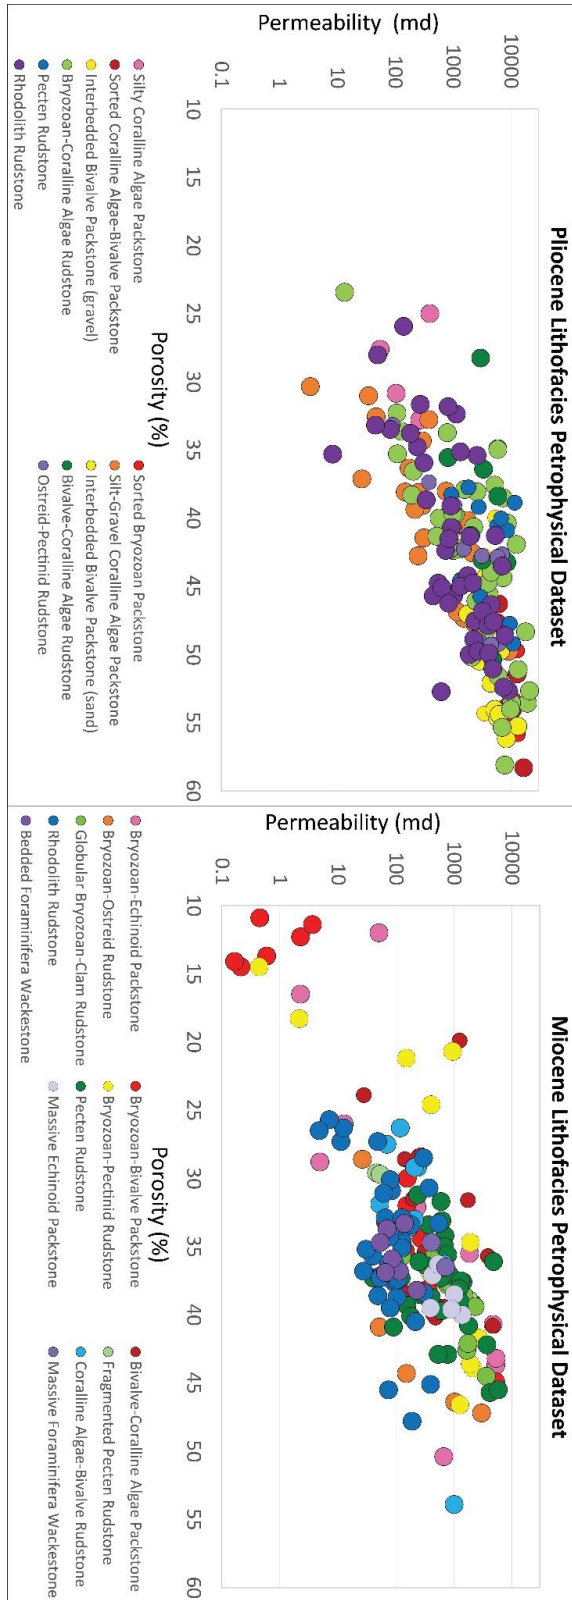 Pliocene Lithofacies Petrophysical Dataset
Permeability (md)
10000
1000
100
10
1
0.1
10
15
20
25
30
35
40
45
50
55
60
Porosity (%)
Silty Coralline Algae Packstone
Sorted Coralline Algae-Bivalve Packstone
Interbedded Bivalve Packstone (gravel)
Bryozoan-Coralline Algae Rudstone
Pecten Rudstone
Rhodolith Rudstone
Sorted Bryozoan Packstone
Silt-Gravel Coralline Algae Packstone
Interbedded Bivalve Packstone (sand)
Bivalve-Coralline Algae Rudstone
Ostreid-Pectinid Rudstone
Miocene Lithofacies Petrophysical Dataset
Permeability (md)
10000
1000
100
10
1
0.1
10
15
20
25
30
35
40
45
50
55
60
Porosity (%)
Bryozoan-Echinoid Packstone
Bryozoan-Ostreid Rudstone
Globular Bryozoan-Clam Rudstone
Rhodolith Rudstone
Bedded Foraminifera Wackestone
Bryozoan-Bivalve Packstone
Bryozoan-Pectinid Rudstone
Pecten Rudstone
Massive Echinoid Packstone
Bivalve-Coralline Algae Packstone
Fragmented Pecten Rudstone
Coralline Algae-Bivalve Rudstone
Massive Foraminifera Wackestone